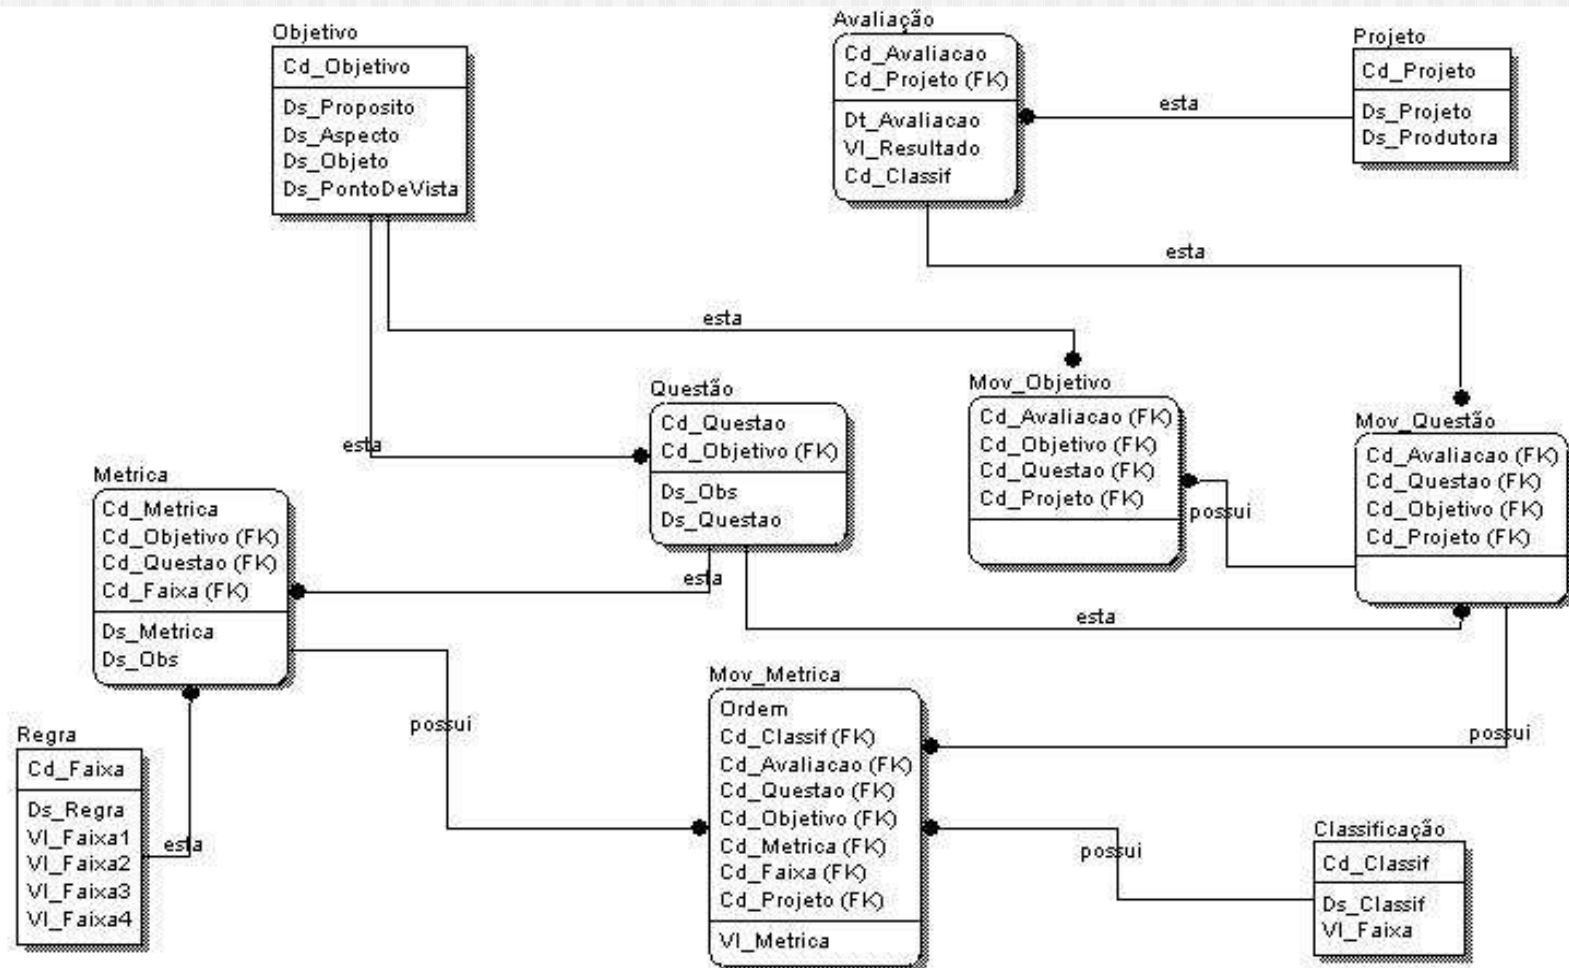 Objetivo
Cd_Objetivo
Ds_Proposito
Ds_Aspecto
Ds_Objeto
Ds_PontoDeVista
Avaliação
Cd_Avaliacao
Cd_Projeto (FK)
Dt_Avaliacao
Vl_Resultado
Cd_Classif
esta
Projeto
Cd_Projeto
Ds_Projeto
Ds_Produtora
esta
esta
esta
Questão
Cd_Questao
Cd_Objetivo (FK)
Ds_Obs
Ds_Questao
Mov_Objetivo
Cd_Avaliacao (FK)
Cd_Objetivo (FK)
Cd_Questao (FK)
Cd_Projeto (FK)
possui
Mov_Questão
Cd_Avaliacao (FK)
Cd_Questao (FK)
Cd_Objetivo (FK)
Cd_Projeto (FK)
Metrica
Cd_Metrica
Cd_Objetivo (FK)
Cd_Questao (FK)
Cd_Faixa (FK)
Ds_Metrica
Ds_Obs
esta
esta
possui
Mov_Metrica
Ordem
Cd_Classif (FK)
Cd_Avaliacao (FK)
Cd_Questao (FK)
Cd_Objetivo (FK)
Cd_Metrica (FK)
Cd_Faixa (FK)
Cd_Projeto (FK)
Vl_Metrica
possui
possui
Regra
Cd_Faixa
Ds_Regra
Vl_Faixa1
Vl_Faixa2
Vl_Faixa3
Vl_Faixa4
esta
Classificação
Cd_Classif
Ds_Classif
Vl_Faixa